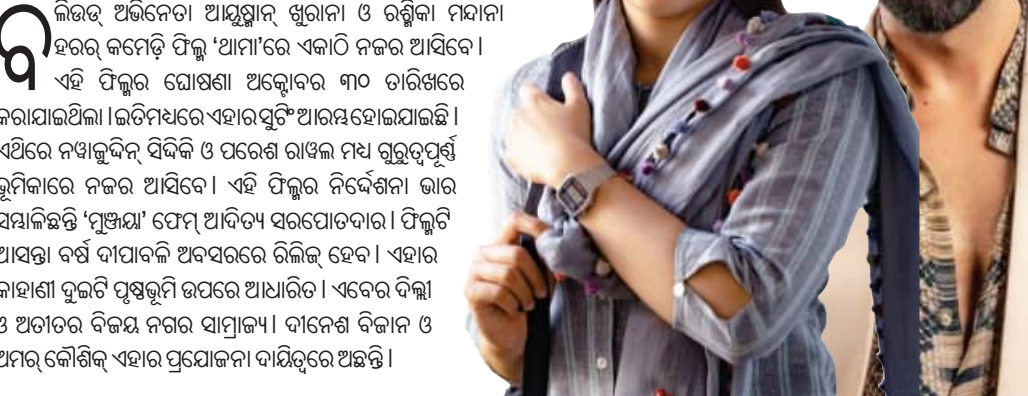 ବଲିଉଡ୍ ଅଭିନେତା ଆୟୁଷ୍ମାନ୍ ଖୁରାନା ଓ ରଶ୍ମିକା ମନ୍ଦାନା
ହରର୍ କମେଡ଼ି ଫିଲ୍ମ ‘ଥାମା’ରେ ଏକାଠି ନଜର ଆସିବେ।
ଏହି ଫିଲ୍ମର ଘୋଷଣା ଅକ୍ଟୋବର ୩୦ ତାରିଖରେ
କରାଯାଇଥିଲା।ଇତିମଧ୍ୟରେ ଏହାର ସୁଟିଂ ଆରମ୍ଭ ହୋଇଯାଇଛି।
ଏଥିରେ ନୱାଜୁଦ୍ଦିନ୍ ସିଦ୍ଦିକି ଓ ପରେଶ ରାୱଲ ମଧ୍ୟ ଗୁରୁତ୍ୱପୂର୍ଣ୍ଣ
ଭୂମିକାରେ ନଜର ଆସିବେ। ଏହି ଫିଲ୍ମର ନିର୍ଦ୍ଦେଶନା ଭାର
ସମ୍ଭାଳିଛନ୍ତି ‘ମୁଞ୍ଜ୍ୟା’ ଫେମ୍ ଆଦିତ୍ୟ ସରପୋତଦାର। ଫିଲ୍ମଟି
ଆସନ୍ତା ବର୍ଷ ଦୀପାବଳି ଅବସରରେ ରିଲିଜ୍ ହେବ। ଏହାର
କାହାଣୀ ଦୁଇଟି ପୃଷ୍ଠଭୂମି ଉପରେ ଆଧାରିତ। ଏବେର ଦିଲ୍ଲୀ
ଓ ଅତୀତର ବିଜୟ ନଗର ସାମ୍ରାଜ୍ୟ। ଦୀନେଶ ବିଜାନ ଓ
ଅମର୍ କୌଶିକ୍ ଏହାର ପ୍ରଯୋଜନା ଦାୟିତ୍ୱରେ ଅଛନ୍ତି।